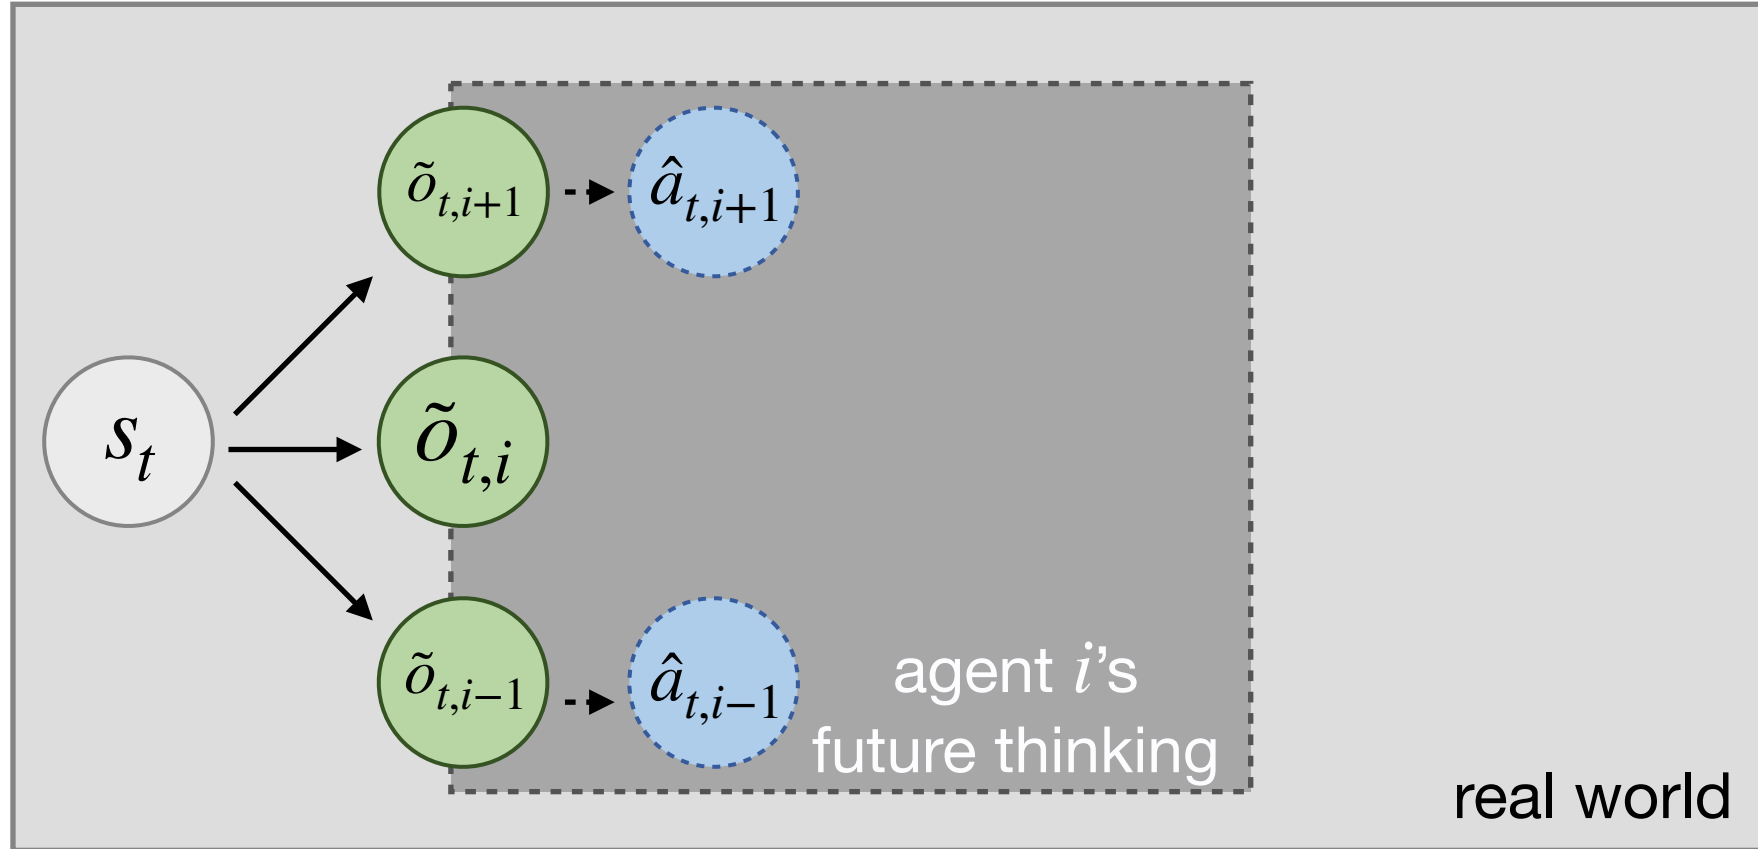 õ_{t,i+1}
â_{t,i+1}
s_t
õ_{t,i}
õ_{t,i−1}
â_{t,i−1}
agent i's
future thinking
real world